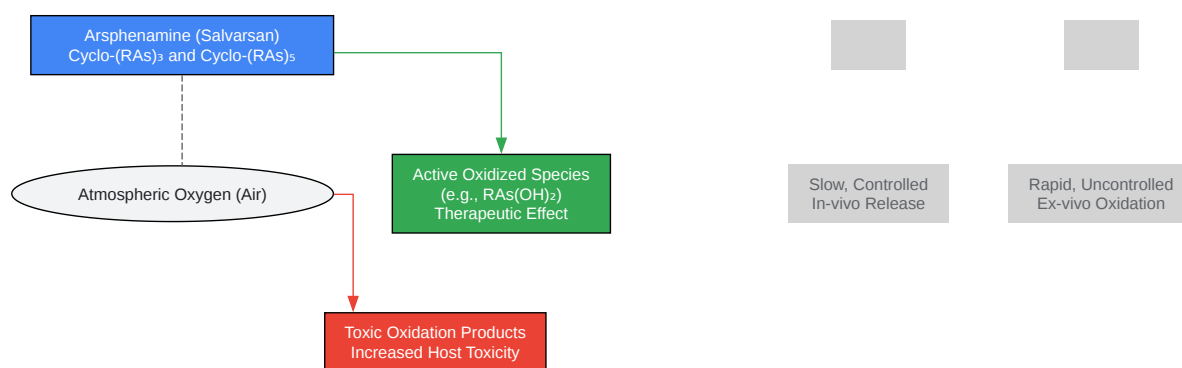 Arsphenamine (Salvarsan)
Cyclo-(RAs)₃ and Cyclo-(RAs)₅
Atmospheric Oxygen (Air)
Active Oxidized Species
(e.g., RAs(OH)₂)
Therapeutic Effect
Slow, Controlled
In-vivo Release
Rapid, Uncontrolled
Ex-vivo Oxidation
Toxic Oxidation Products
Increased Host Toxicity